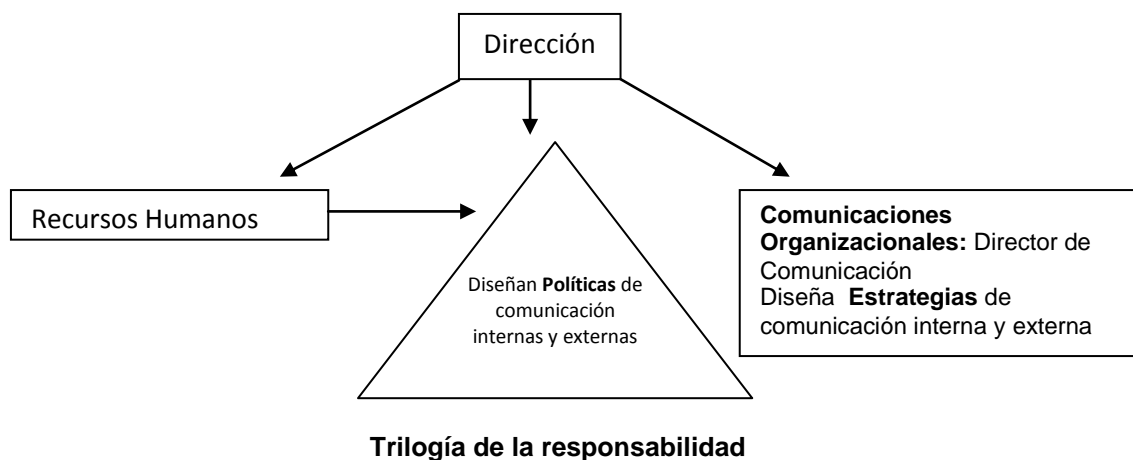 Dirección
Recursos Humanos
Diseñan Políticas de
comunicación
internas y externas
Comunicaciones
Organizacionales: Director de
Comunicación
Diseña Estrategias de
comunicación interna y externa
Trilogía de la responsabilidad